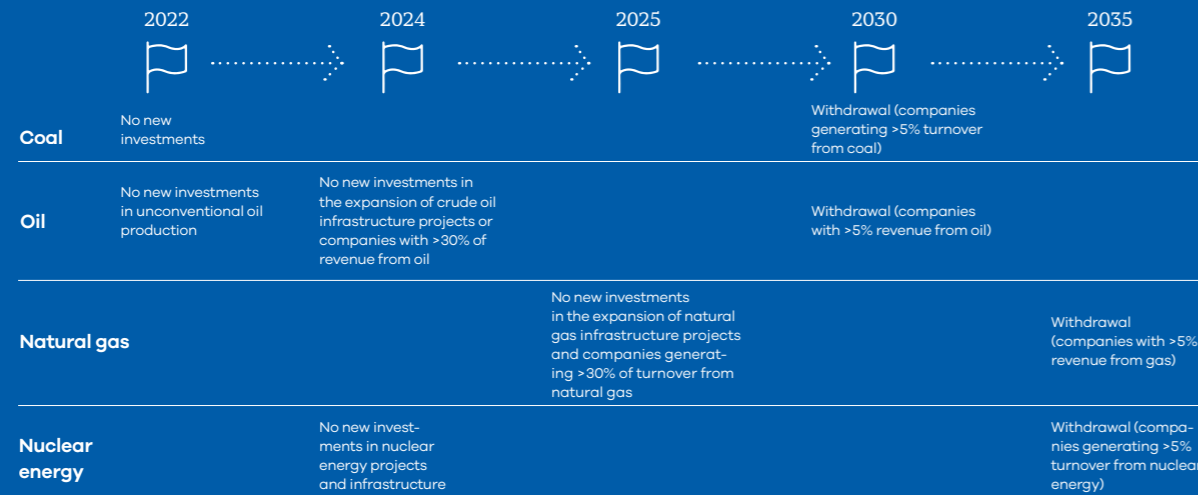 2022
2024
2025
2030
2035
Coal
No new
investments
Withdrawal (companies
generating >5% turnover
from coal)
Oil
No new investments
in unconventional oil
production
No new investments in
the expansion of crude oil
infrastructure projects or
companies with >30% of
revenue from oil
Withdrawal (companies
with >5% revenue from oil)
Natural gas
No new investments
in the expansion of natural
gas infrastructure projects
and companies generat-
ing >30% of turnover from
natural gas
Withdrawal
(companies with >5%
revenue from gas)
Nuclear
energy
No new invest-
ments in nuclear
energy projects
and infrastructure
Withdrawal (compa-
nies generating >5%
turnover from nuclear
energy)